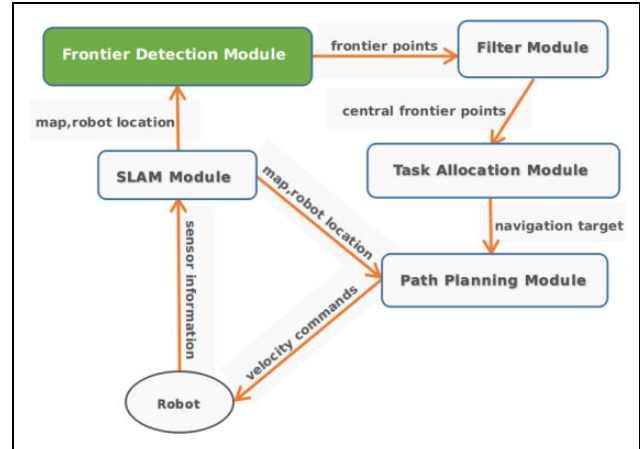 Frontier Detection Module
frontier points
Filter Module
map,robot location
central frontier points
SLAM Module
Task Allocation Module
map,robot location
navigation target
sensor information
Path Planning Module
velocity commands
Robot